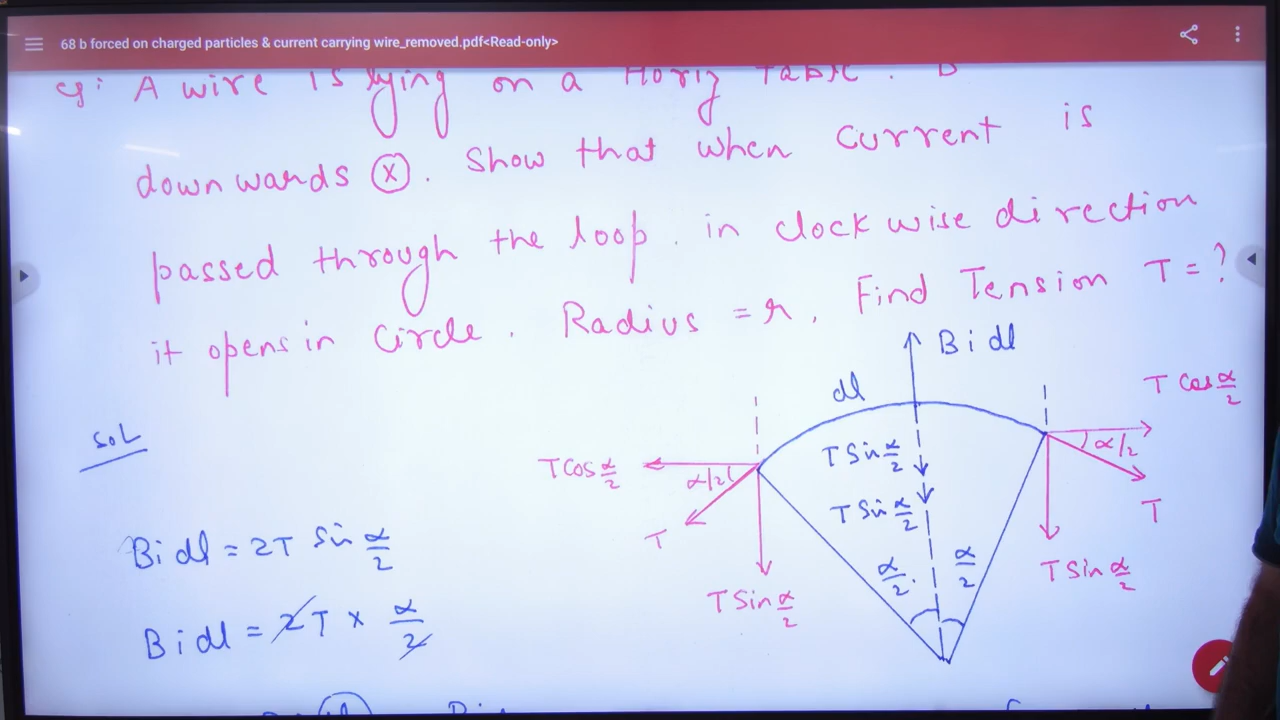 68 b forced on charged particles & current carrying wire_removed.pdf<Read-only>
eg: A wire is lying on a Horiz Table. B
downwards ⓧ. Show that when current is
passed through the loop. in clock wise direction
it opens in Circle. Radius = r, Find Tension T = ?
Bidl
dl
T Cos α/2
Sol
T Sin α/2
α/2
T Cos α/2
α/2
T Sin α/2
T
T
Bidl = 2T Sin α/2
α/2
α/2
T Sin α/2
T Sin α/2
Bidl = 2T × α/2